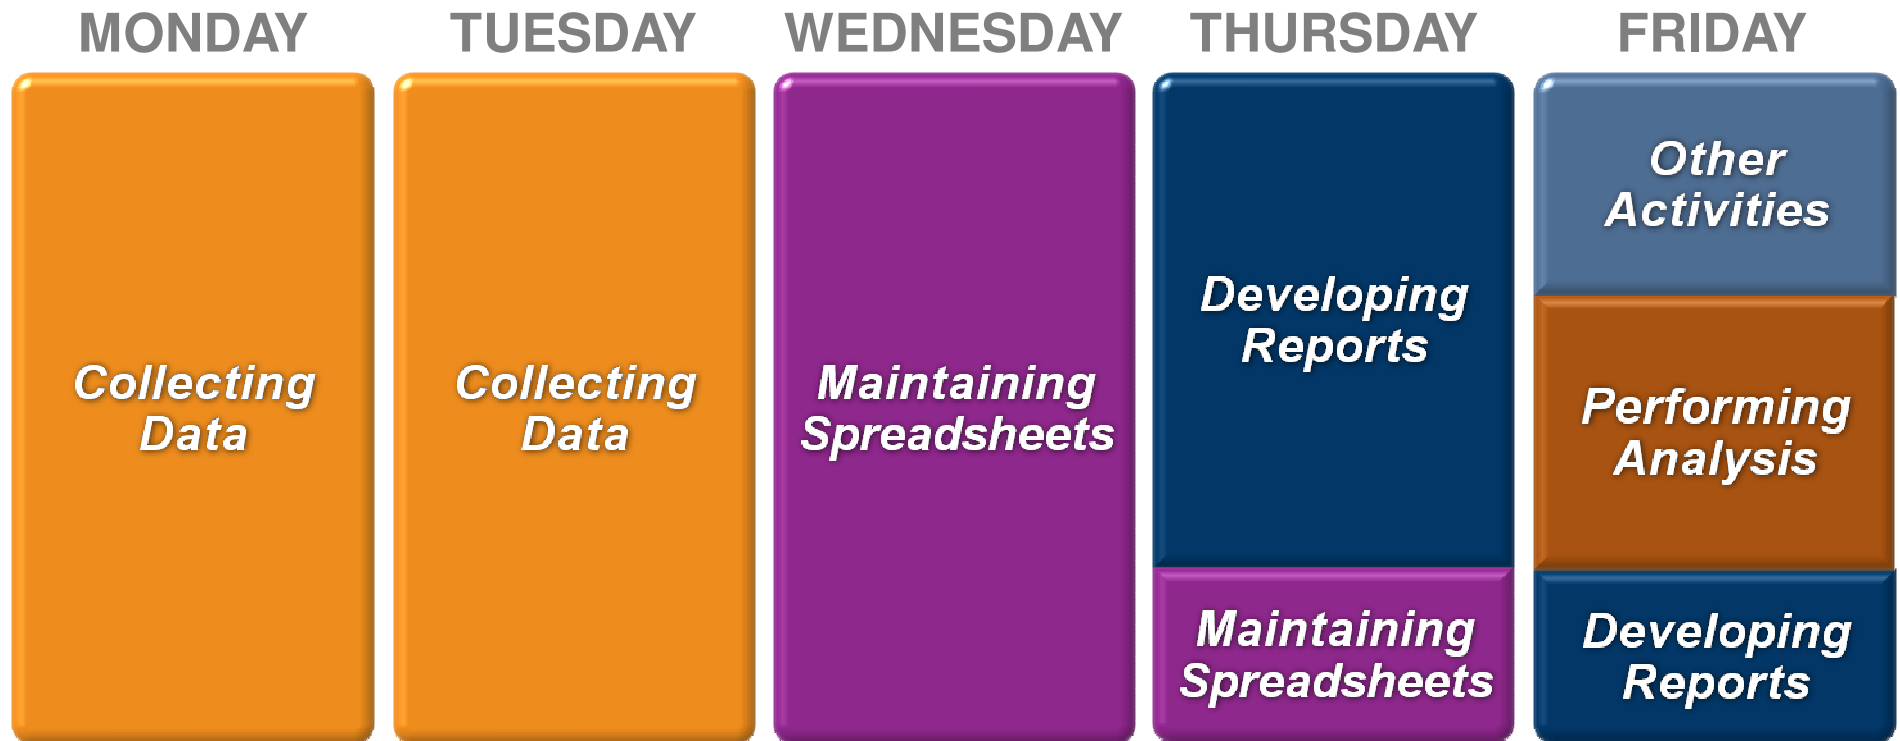 MONDAY
TUESDAY
WEDNESDAY
THURSDAY
FRIDAY
Collecting
Data
Collecting
Data
Maintaining
Spreadsheets
Developing
Reports
Maintaining
Spreadsheets
Other
Activities
Performing
Analysis
Developing
Reports